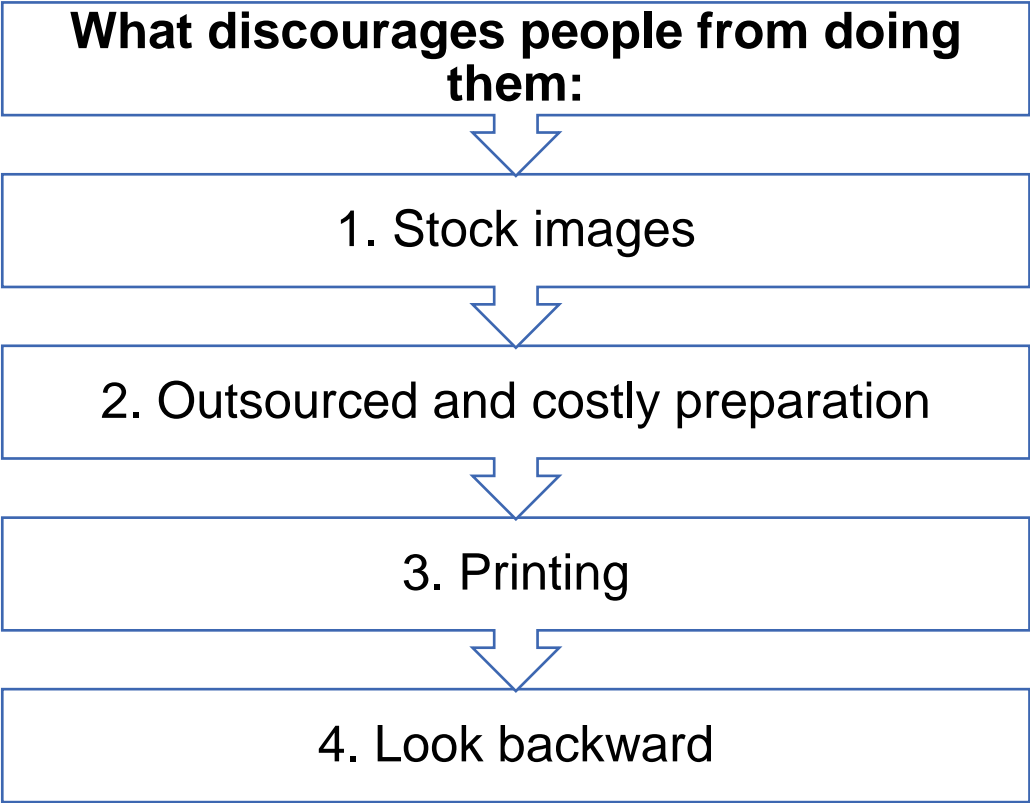 What discourages people from doing
them:
1. Stock images
2. Outsourced and costly preparation
3. Printing
4. Look backward